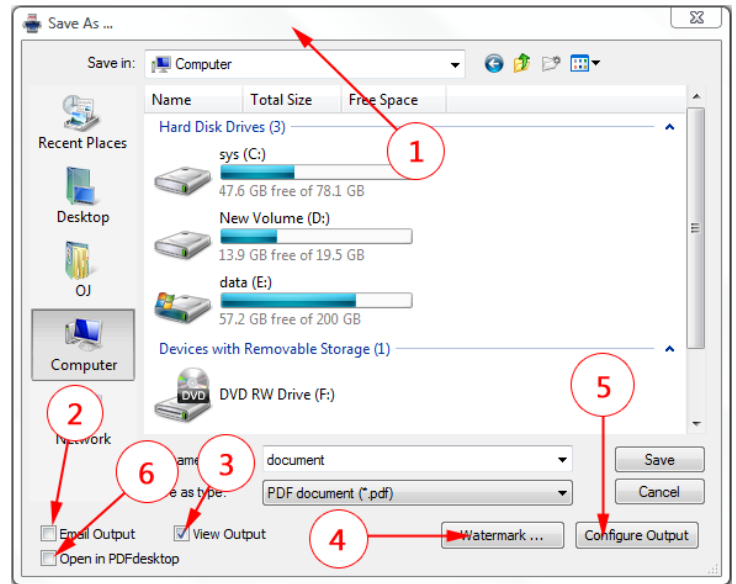 Save As ...
Save in:
Computer
Name Total Size Free Space
Recent Places
Hard Disk Drives (3)
1
sys (C:)
47.6 GB free of 78.1 GB
Desktop
New Volume (D:)
13.9 GB free of 19.5 GB
OJ
data (E:)
57.2 GB free of 200 GB
Computer
Devices with Removable Storage (1)
DVD
DVD RW Drive (F:)
5
2
Network
6
3
document
Save
as type:
PDF document (*.pdf)
Cancel
Email Output
View Output
4
Watermark ...
Configure Output
Open in PDFdesktop